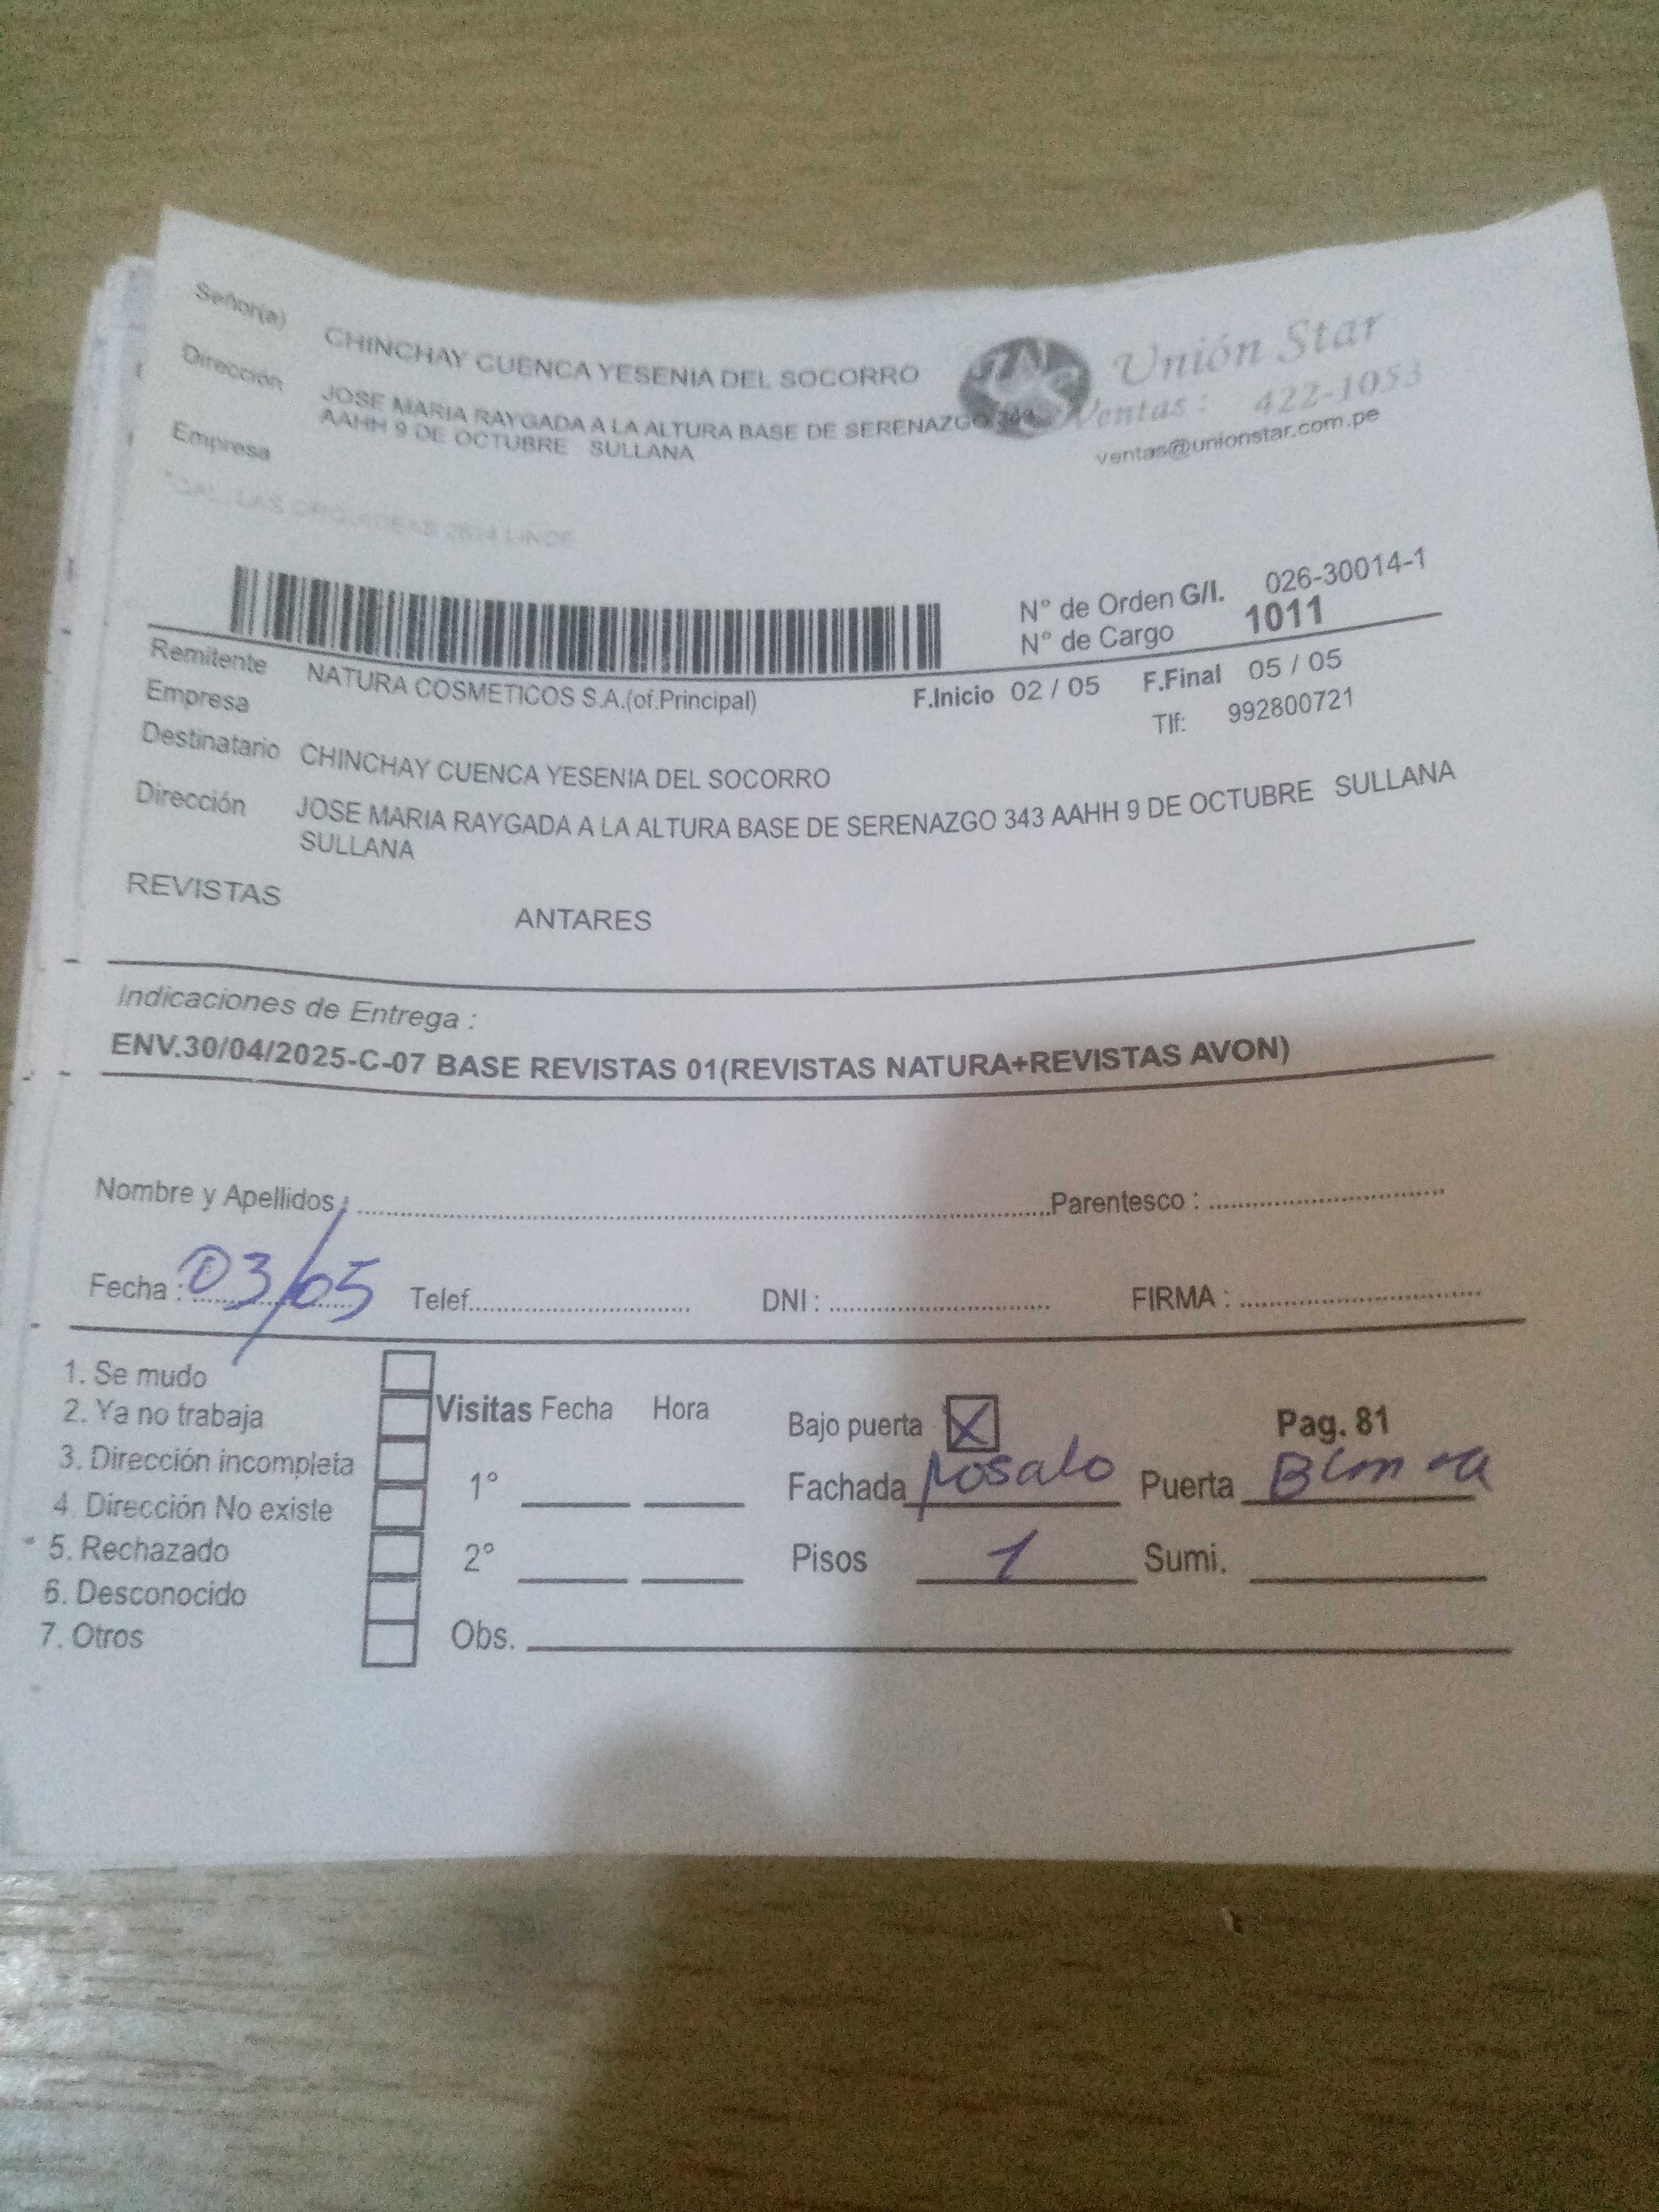 Señor(a) CHINCHAY CUENCA YESENIA DEL SOCORRO
Unión Star
Dirección JOSE MARIA RAYGADA A LA ALTURA BASE DE SERENAZGO
AAHH 9 DE OCTUBRE SULLANA
Ventas : 422-1053
ventas@unionstar.com.pe
Empresa
N° de Orden G/I. 026-30014-1
N° de Cargo 1011
Remitente NATURA COSMETICOS S.A.(of.Principal)
F.Inicio 02 / 05 F.Final 05 / 05
Empresa
Tlf: 992800721
Destinatario CHINCHAY CUENCA YESENIA DEL SOCORRO
Dirección JOSE MARIA RAYGADA A LA ALTURA BASE DE SERENAZGO 343 AAHH 9 DE OCTUBRE SULLANA
SULLANA
REVISTAS
ANTARES
Indicaciones de Entrega :
ENV.30/04/2025-C-07 BASE REVISTAS 01(REVISTAS NATURA+REVISTAS AVON)
Nombre y Apellidos : Parentesco :
Fecha : 03/05 Telef. DNI : FIRMA :
1. Se mudo
2. Ya no trabaja
3. Dirección incompleta
4. Dirección No existe
5. Rechazado
6. Desconocido
7. Otros
Visitas Fecha Hora
1°
2°
Obs.
Bajo puerta X Pag. 81
Fachada Puerta
Pisos 1 Sumi.